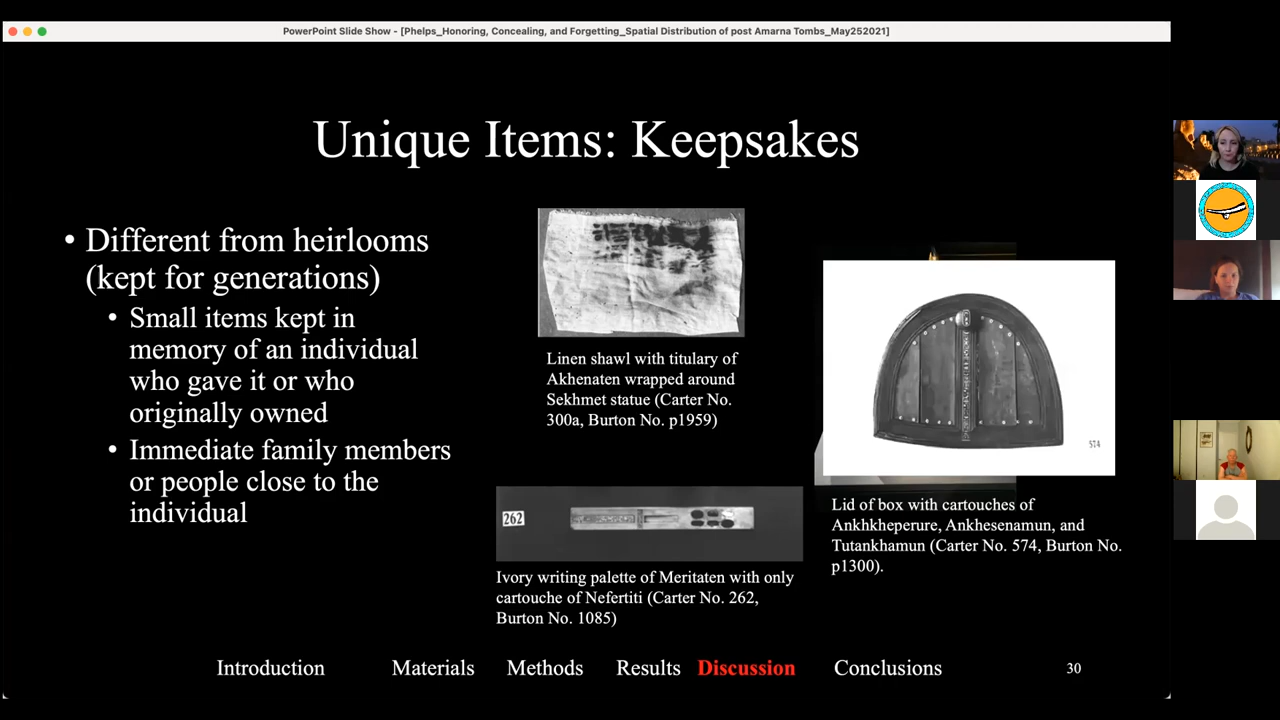 PowerPoint Slide Show - [Phelps_Honoring, Concealing, and Forgetting_Spatial Distribution of post Amarna Tombs_May252021]
Unique Items: Keepsakes
• Different from heirlooms
(kept for generations)
• Small items kept in
memory of an individual
who gave it or who
originally owned
• Immediate family members
or people close to the
individual
Linen shawl with titulary of
Akhenaten wrapped around
Sekhmet statue (Carter No.
300a, Burton No. p1959)
262
Ivory writing palette of Meritaten with only
cartouche of Nefertiti (Carter No. 262,
Burton No. 1085)
574
Lid of box with cartouches of
Ankhkheperure, Ankhesenamun, and
Tutankhamun (Carter No. 574, Burton No.
p1300).
Introduction Materials Methods Results Discussion Conclusions 30